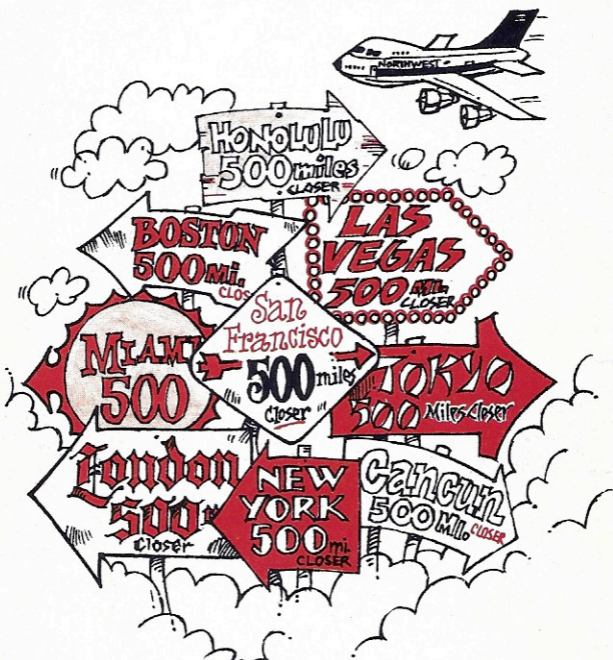 NORTHWEST
HONOLULU
500 miles
CLOSER
BOSTON
500 Mi.
CLOS
LAS
VEGAS
500 MI.
CLOSER
San
Francisco
500 miles
Closer
MIAMI
500
TOKYO
500 Miles Closer
London
500
Closer
NEW
YORK
500 mi.
CLOSER
Cancun
500 MI.
CLOSER